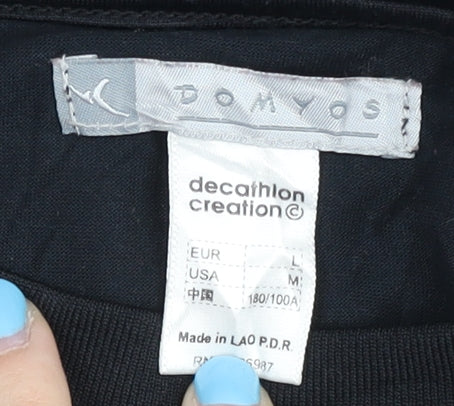 DOMYOS
decathlon
creation©
EUR L
USA M
中国 180/100A
Made in LAO P.D.R.